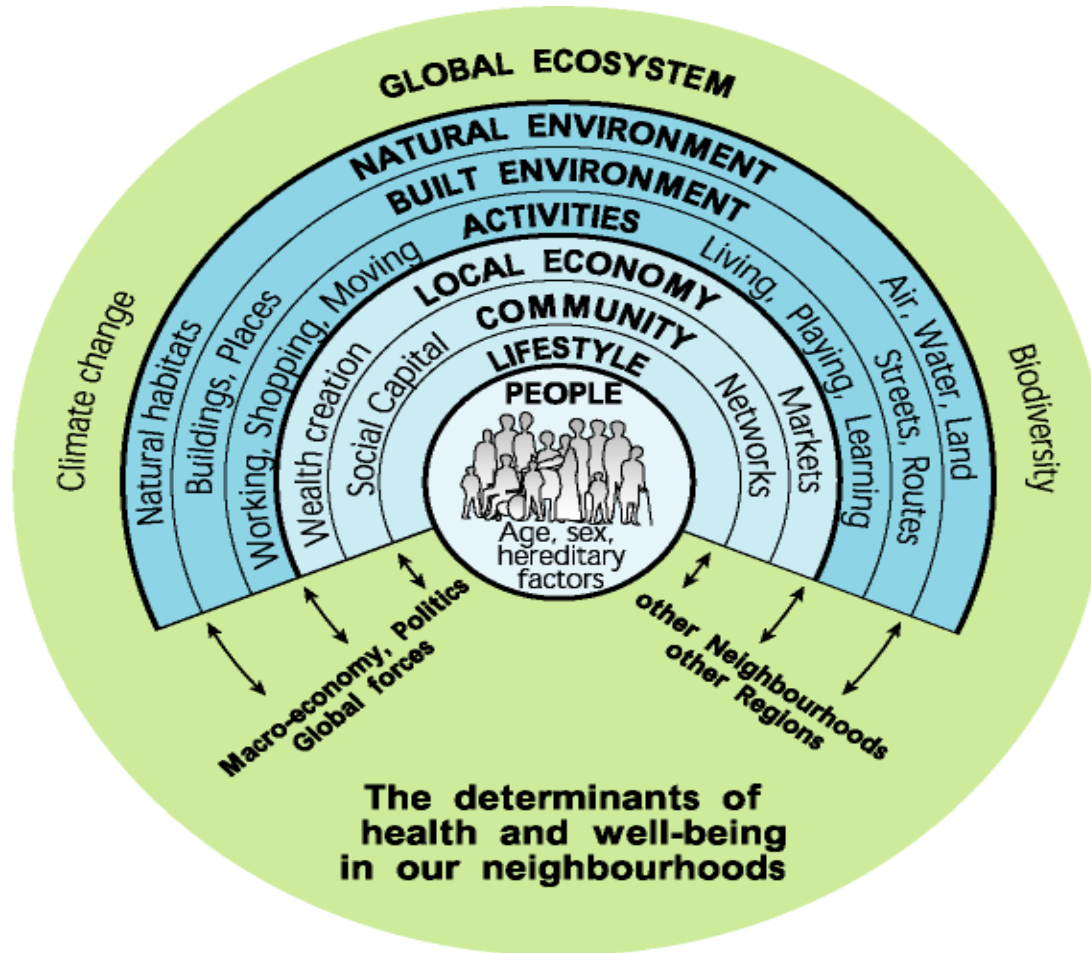 GLOBAL ECOSYSTEM
NATURAL ENVIRONMENT
BUILT ENVIRONMENT
ACTIVITIES
LOCAL ECONOMY
COMMUNITY
LIFESTYLE
PEOPLE
Age, sex,
hereditary
factors
Climate change
Natural habitats
Buildings, Places
Working, Shopping, Moving
Wealth creation
Social Capital
Networks
Markets
Living, Playing, Learning
Streets, Routes
Air, Water, Land
Biodiversity
Macro-economy, Politics
Global forces
other Neighbourhoods
other Regions
The determinants of
health and well-being
in our neighbourhoods